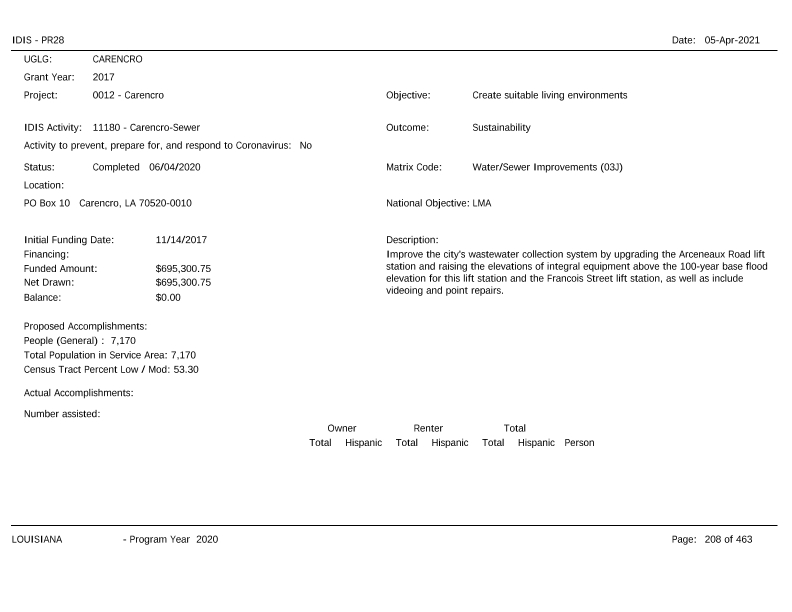 IDIS - PR28 Date: 05-Apr-2021
UGLG: CARENCRO
Grant Year: 2017
Project: 0012 - Carencro Objective: Create suitable living environments
IDIS Activity: 11180 - Carencro-Sewer Outcome: Sustainability
Activity to prevent, prepare for, and respond to Coronavirus: No
Status: Completed 06/04/2020 Matrix Code: Water/Sewer Improvements (03J)
Location:
PO Box 10 Carencro, LA 70520-0010 National Objective: LMA
Initial Funding Date: 11/14/2017 Description:
Financing: Improve the city's wastewater collection system by upgrading the Arceneaux Road lift
Funded Amount: $695,300.75 station and raising the elevations of integral equipment above the 100-year base flood
Net Drawn: $695,300.75 elevation for this lift station and the Francois Street lift station, as well as include
Balance: $0.00 videoing and point repairs.
Proposed Accomplishments:
People (General) : 7,170
Total Population in Service Area: 7,170
Census Tract Percent Low / Mod: 53.30
Actual Accomplishments:
Number assisted:
Owner Renter Total
Total Hispanic Total Hispanic Total Hispanic Person
LOUISIANA - Program Year 2020 Page: 208 of 463